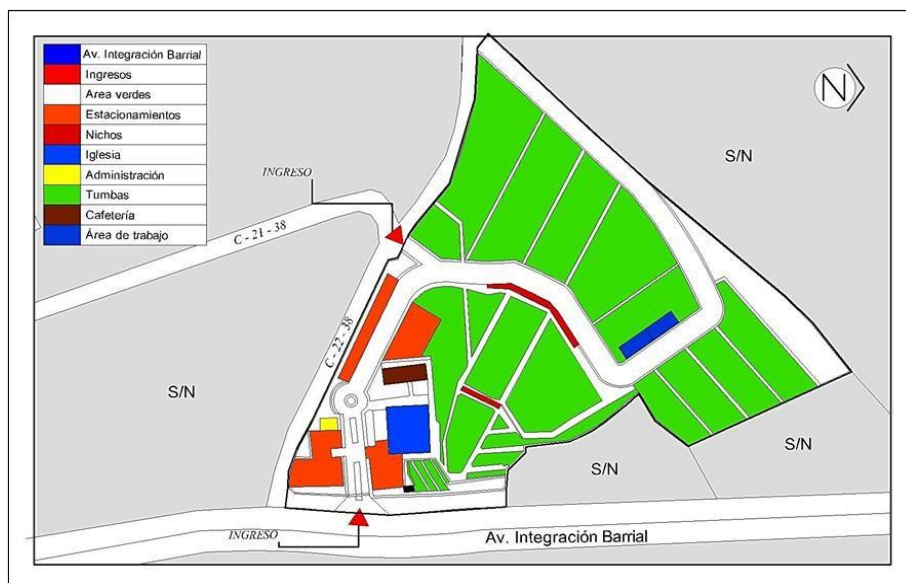 Av. Integración Barrial
Ingresos
Area verdes
Estacionamientos
Nichos
Iglesia
Administración
Tumbas
Cafetería
Área de trabajo
N
S/N
INGRESO
C - 21 - 38
C - 22 - 38
S/N
S/N
S/N
INGRESO
Av. Integración Barrial